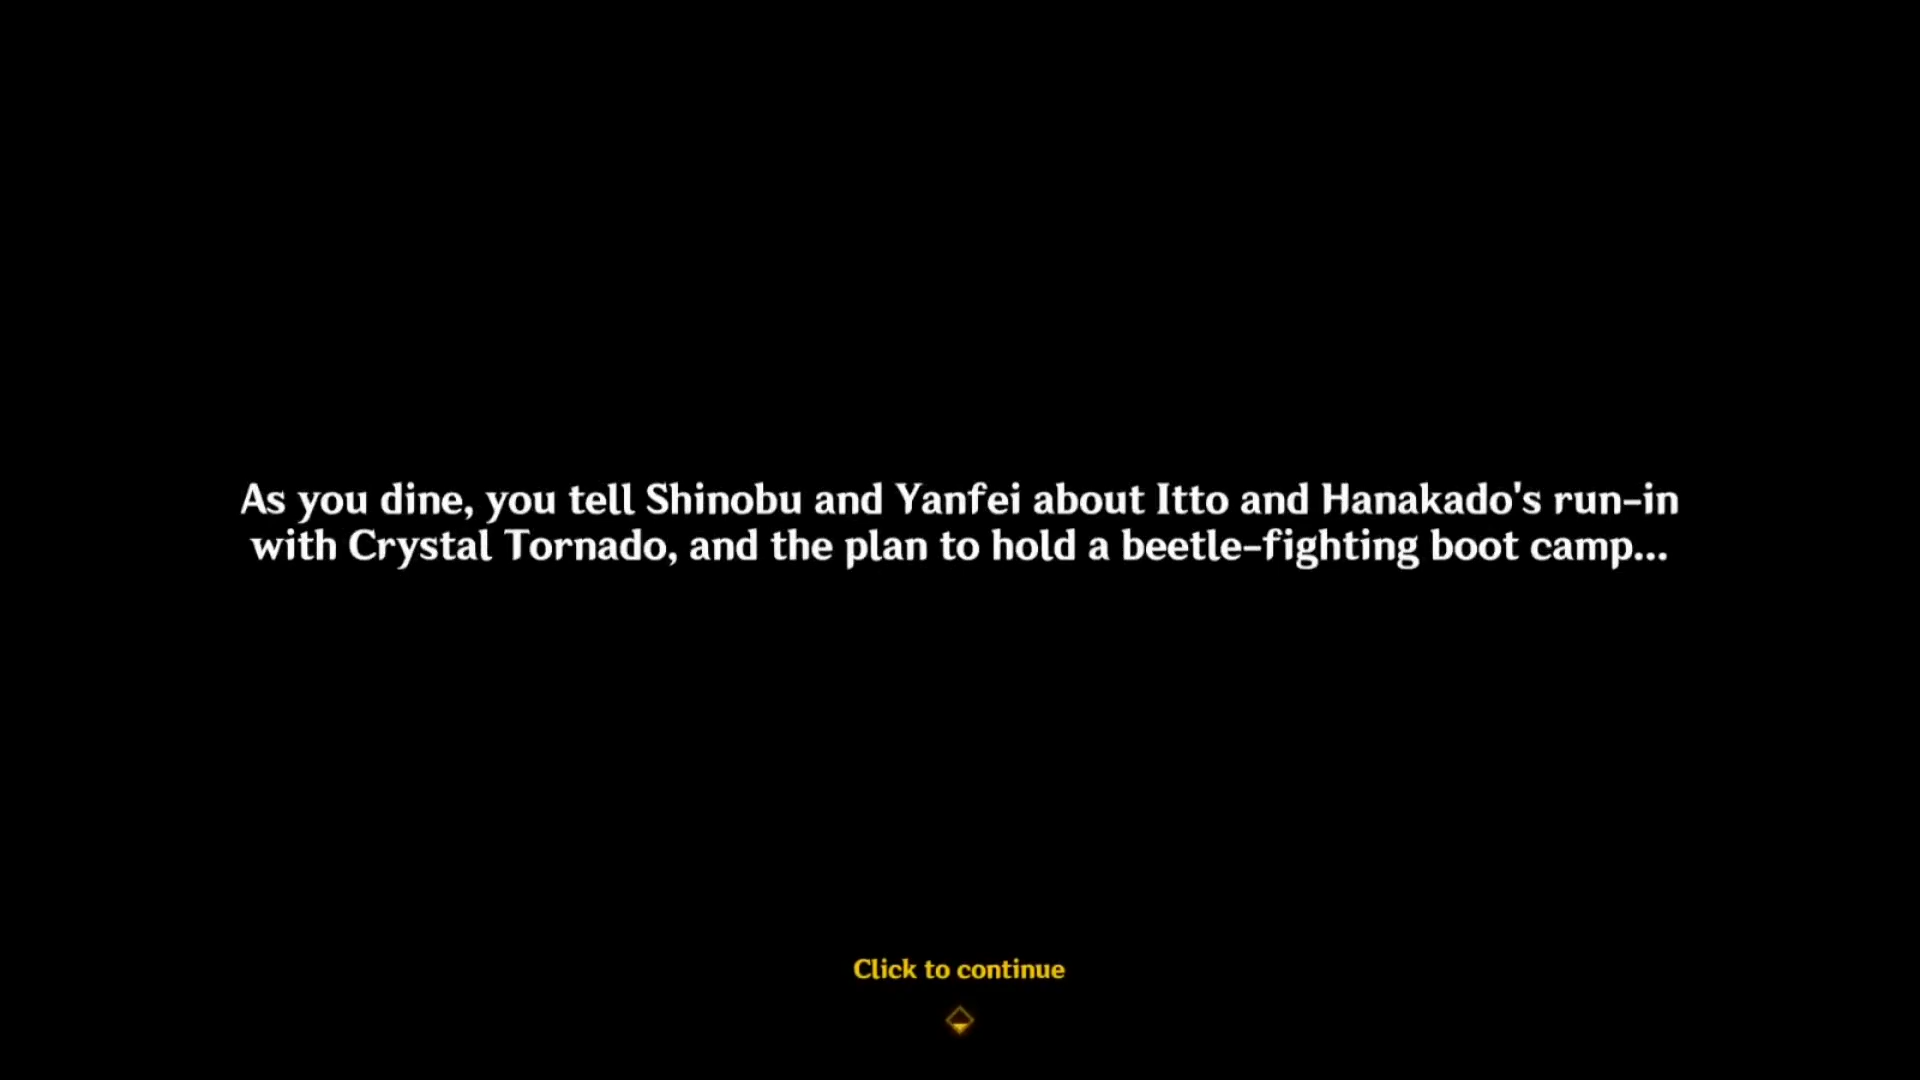 As you dine, you tell Shinobu and Yanfei about Itto and Hanakado's run-in
with Crystal Tornado, and the plan to hold a beetle-fighting boot camp...
Click to continue